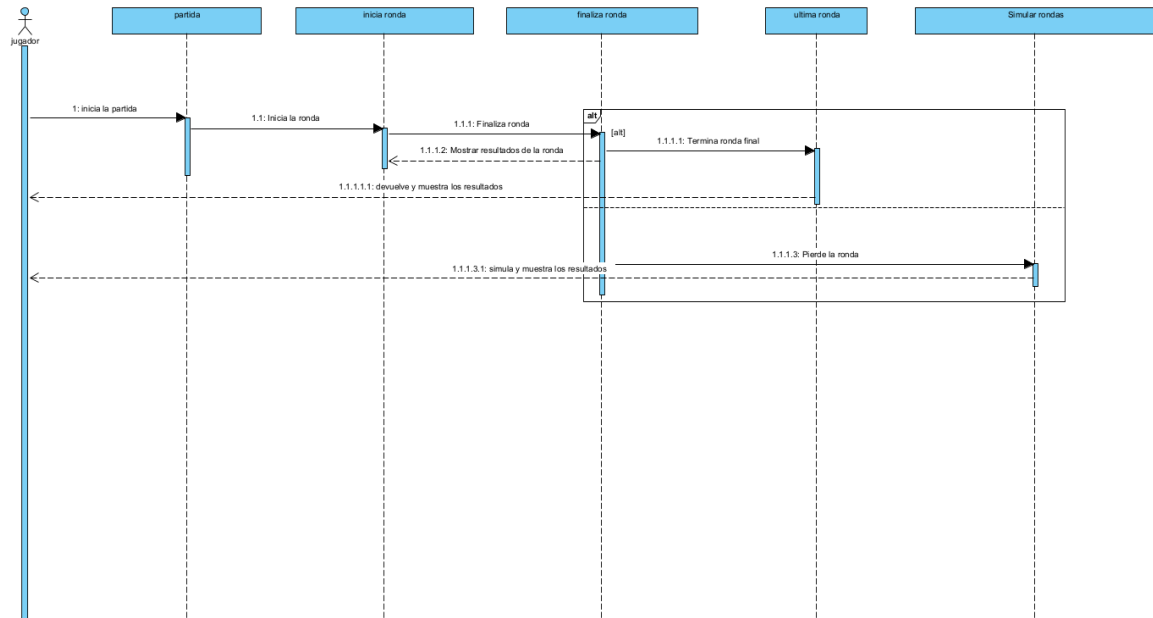 partida
inicia ronda
finaliza ronda
ultima ronda
Simular rondas
jugador
1: inicia la partida
1.1: Inicia la ronda
1.1.1: Finaliza ronda
alt
[alt]
1.1.1.1: Termina ronda final
1.1.1.2: Mostrar resultados de la ronda
1.1.1.1.1: devuelve y muestra los resultados
1.1.1.3: Pierde la ronda
1.1.1.3.1: simula y muestra los resultados